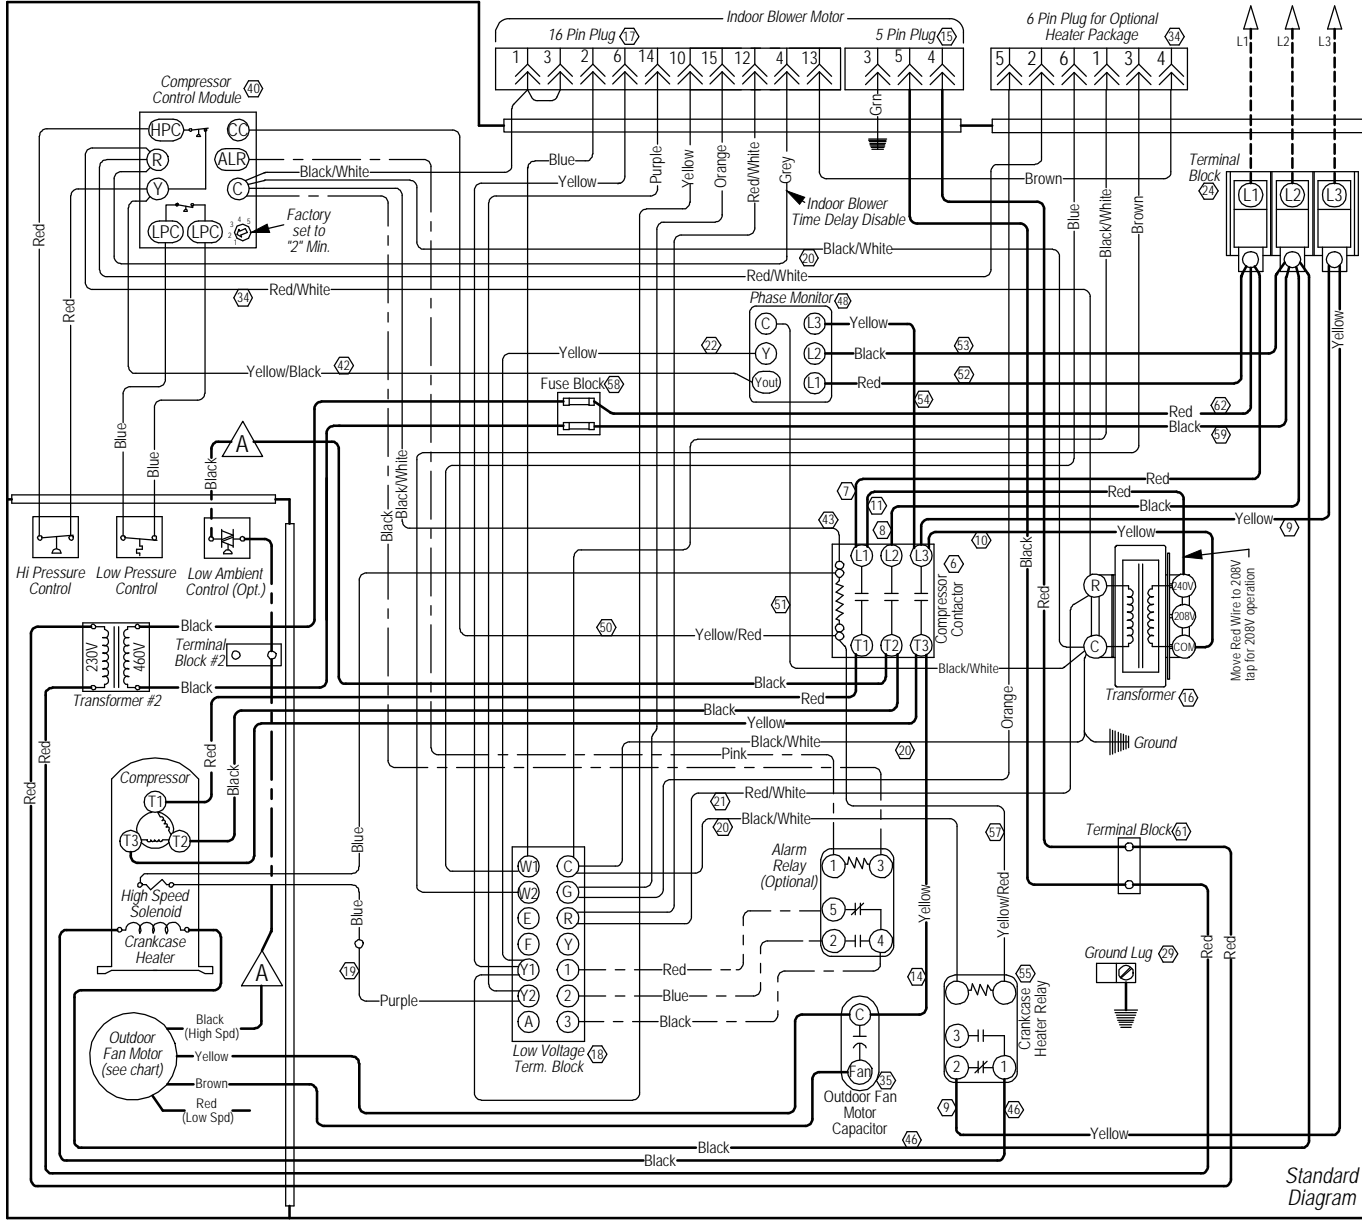 Indoor Blower Motor
16 Pin Plug 17
5 Pin Plug 15
6 Pin Plug for Optional
Heater Package 34
1 3 2 6 14 10 15 12 4 13
3 5 4
5 2 6 1 3 4
L1 L2 L3
Compressor
Control Module 40
HPC CC
R ALR
Y C
LPC LPC
1 2 3 4 5
Factory
set to
"2" Min.
Black/White
Blue
Yellow
Purple
Yellow
Orange
Red/White
Grey
Grn
Indoor Blower
Time Delay Disable
Brown
Blue
Black/White
Brown
Terminal
Block
24
L1 L2 L3
Black/White
20
Red/White
Red/White
34
Red
Red
Phase Monitor 48
C L3
Y L2
Yout L1
Yellow
Black 53
Red 52
54
Yellow 22
Yellow/Black 42
Yellow
Fuse Block 58
Red 62
Black 59
A
Blue
Blue
Black
Black
Black/White
Red
Red
Black
Yellow 9
Yellow
7
11
8
10
43
6
L1 L2 L3
T1 T2 T3
Compressor
Contactor
51
50
Yellow/Red
Black/White
Black
Red
Hi Pressure
Control
Low Pressure
Control
Low Ambient
Control (Opt.)
Terminal
Block #2
230V
460V
Transformer #2
Black
Black
R
C
240V
208V
COM
Transformer 16
Move Red Wire to 208V
tap for 208V operation
Ground
Orange
Black
Red
Black
Yellow
Black/White 20
Pink
Red/White
21
20
Black/White
57
Yellow/Red
Red
Red
Red
Black
Compressor
T1
T3 T2
High Speed
Solenoid
Crankcase
Heater
A
Blue
Blue
19
Purple
W1 C
W2 G
E R
F Y
Y1 1
Y2 2
A 3
Low Voltage
Term. Block 18
Alarm
Relay
(Optional)
1 3
5
2 4
Red
Blue
Black
Yellow
14
Terminal Block 61
Red
Red
Ground Lug 29
55
Crankcase
Heater Relay
3
2 1
9
46
C
Fan
35
Outdoor Fan
Motor
Capacitor
Outdoor
Fan Motor
(see chart)
Black
(High Spd)
Yellow
Brown
Red
(Low Spd)
Yellow
46
Black
Black
Standard
Diagram